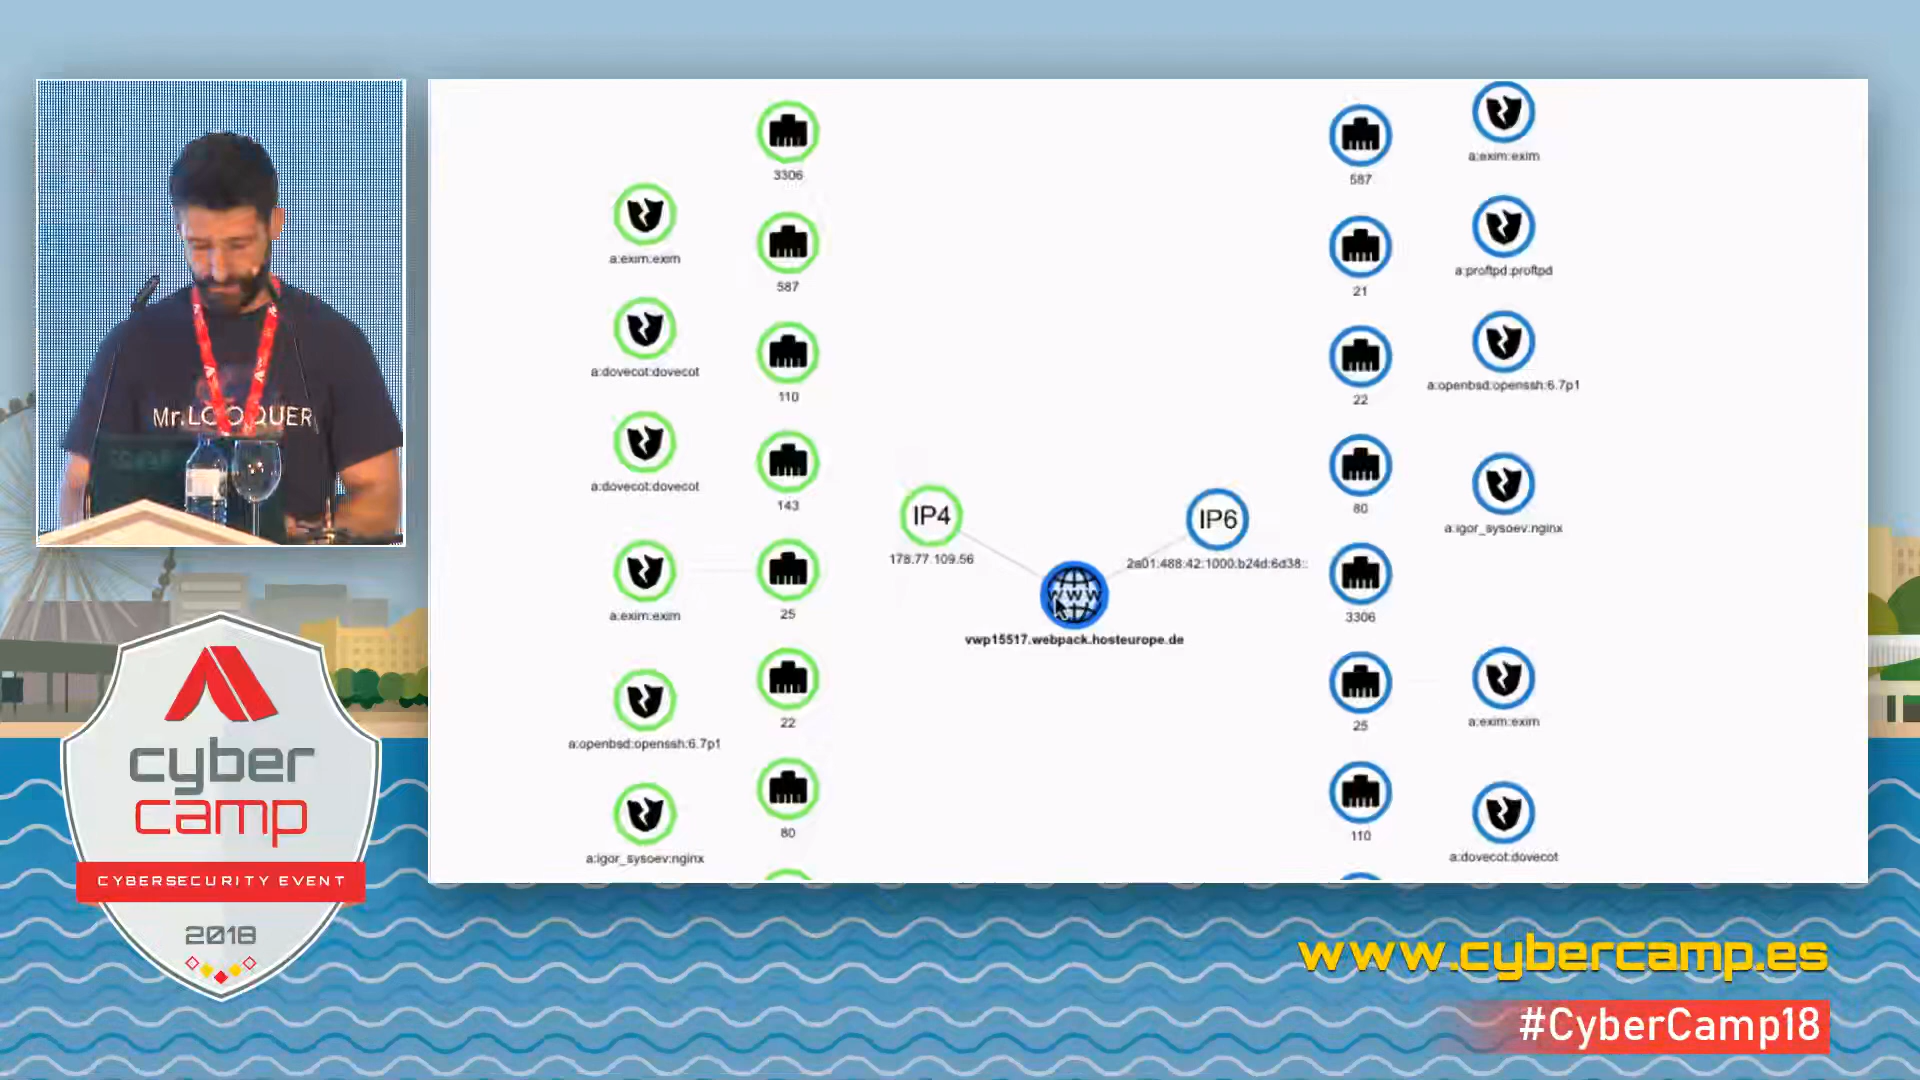 Mr.LOOQUER
cyber
camp
CYBERSECURITY EVENT
2018
3306
a:exim:exim
587
a:dovecot:dovecot
110
a:dovecot:dovecot
143
a:exim:exim
25
a:openbsd:openssh:6.7p1
22
a:igor_sysoev:nginx
80
IP4
178.77.109.56
www
vwp15517.webpack.hosteurope.de
IP6
2a01:488:42:1000:b24d:6d38::
587
a:exim:exim
21
a:proftpd:proftpd
22
a:openbsd:openssh:6.7p1
80
a:igor_sysoev:nginx
3306
25
a:exim:exim
110
a:dovecot:dovecot
www.cybercamp.es
#CyberCamp18